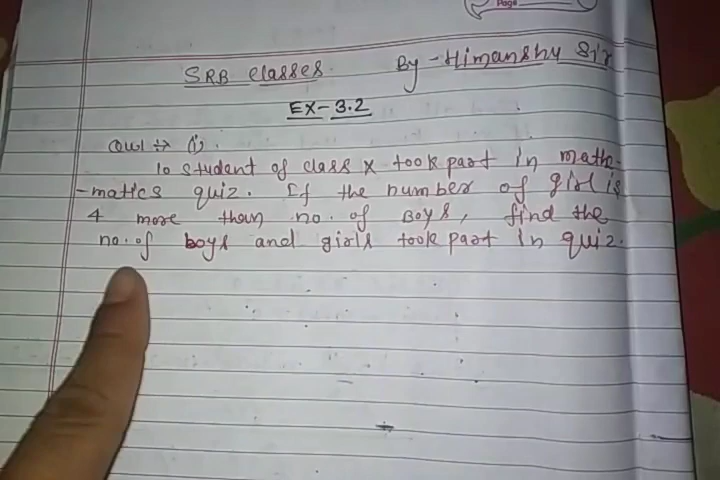 Page
SRB classes. By - Himanshu Sir
EX- 3.2
Qu1 :→ (i).
10 student of class X took part in mathe-
-matics quiz. If the number of girl is
4 more than no. of Boys, find the
no. of boys and girls took part in quiz.